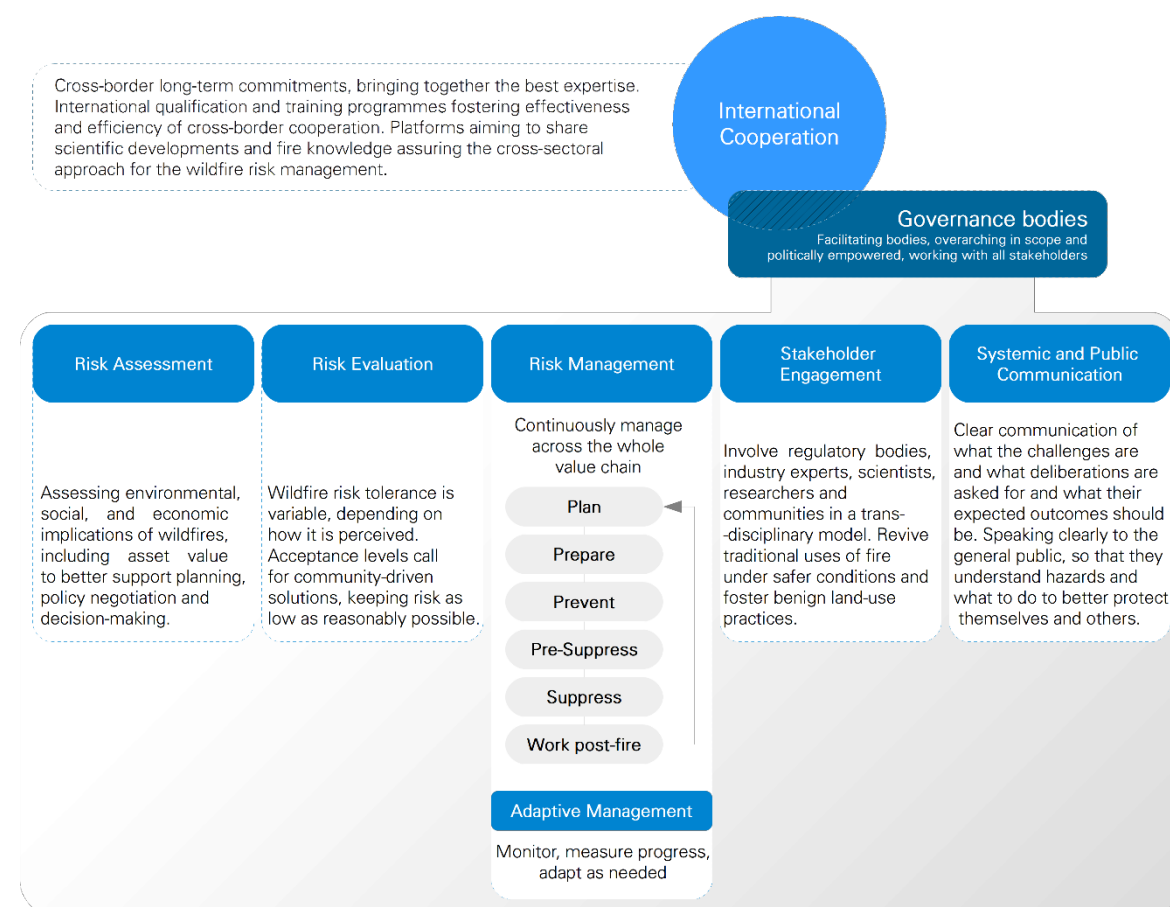 Cross-border long-term commitments, bringing together the best expertise.
International qualification and training programmes fostering effectiveness
and efficiency of cross-border cooperation. Platforms aiming to share
scientific developments and fire knowledge assuring the cross-sectoral
approach for the wildfire risk management.
International
Cooperation
Governance bodies
Facilitating bodies, overarching in scope and
politically empowered, working with all stakeholders
Risk Assessment
Assessing environmental,
social, and economic
implications of wildfires,
including asset value
to better support planning,
policy negotiation and
decision-making.
Risk Evaluation
Wildfire risk tolerance is
variable, depending on
how it is perceived.
Acceptance levels call
for community-driven
solutions, keeping risk as
low as reasonably possible.
Risk Management
Continuously manage
across the whole
value chain
Plan
Prepare
Prevent
Pre-Suppress
Suppress
Work post-fire
Adaptive Management
Monitor, measure progress,
adapt as needed
Stakeholder
Engagement
Involve regulatory bodies,
industry experts, scientists,
researchers and
communities in a trans-
-disciplinary model. Revive
traditional uses of fire
under safer conditions and
foster benign land-use
practices.
Systemic and Public
Communication
Clear communication of
what the challenges are
and what deliberations are
asked for and what their
expected outcomes should
be. Speaking clearly to the
general public, so that they
understand hazards and
what to do to better protect
themselves and others.